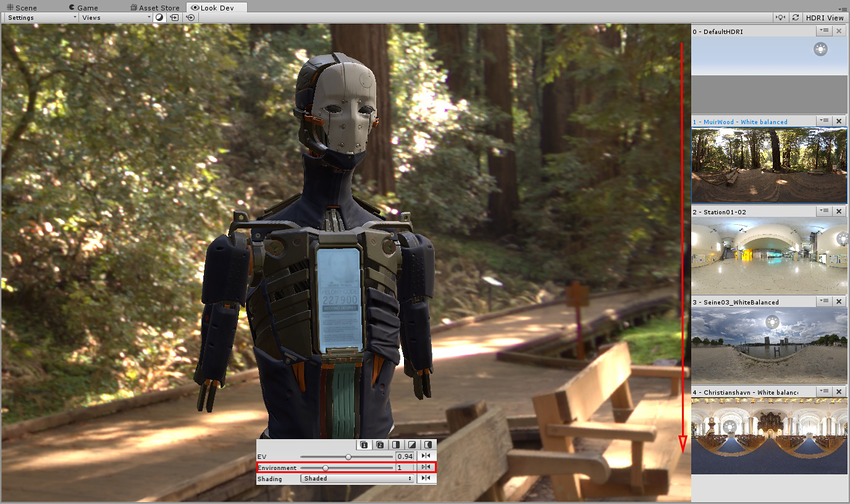 Scene Game Asset Store Look Dev
Settings Views HDRI View
0 - DefaultHDRI
1 - MuirWood - White balanced
2 - Station01-02
3 - Seine03_WhiteBalanced
4 - Christianshavn - White balanc
227900
EV 0.94
Environment 1
Shading Shaded